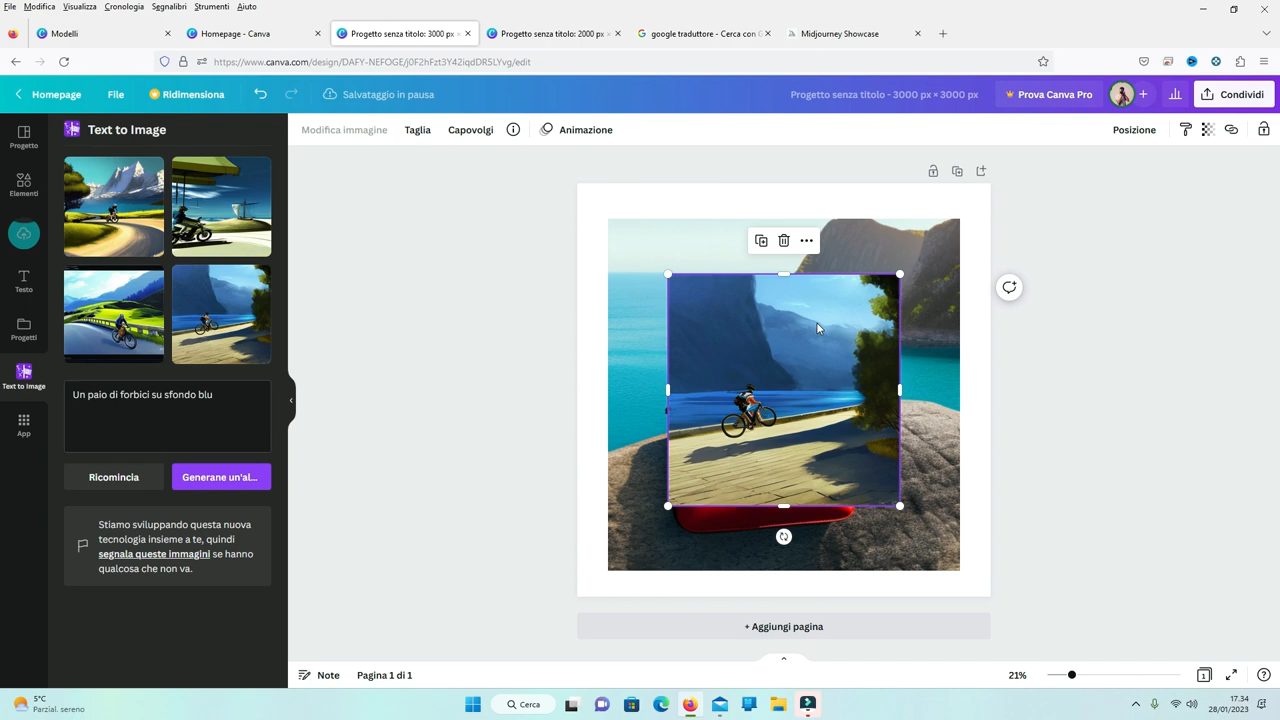 File Modifica Visualizza Cronologia Segnalibri Strumenti Aiuto
Modelli
Homepage - Canva
Progetto senza titolo: 3000 px ×
Progetto senza titolo: 2000 px ×
google traduttore - Cerca con G
Midjourney Showcase
https://www.canva.com/design/DAFY-NEFOGE/j0F2hFzt3Y42iqdDR5LYvg/edit
Homepage
File
Ridimensiona
Salvataggio in pausa
Progetto senza titolo - 3000 px × 3000 px
Prova Canva Pro
Condividi
Progetto
Elementi
Testo
Progetti
Text to Image
App
Text to Image
Un paio di forbici su sfondo blu
Ricomincia
Generane un'al...
Stiamo sviluppando questa nuova
tecnologia insieme a te, quindi
segnala queste immagini se hanno
qualcosa che non va.
Modifica immagine
Taglia
Capovolgi
Animazione
Posizione
+ Aggiungi pagina
Note
Pagina 1 di 1
21%
1
5°C
Parzial. sereno
Cerca
17.34
28/01/2023